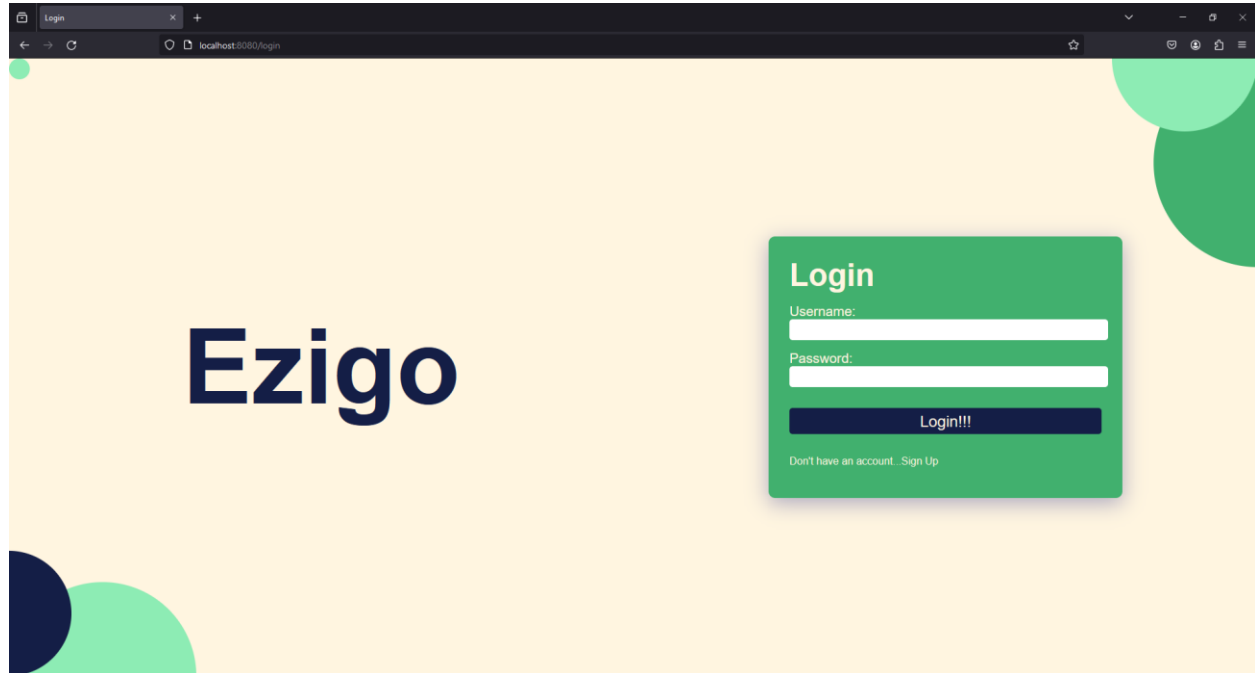 Login
localhost:8080/login
Ezigo
Login
Username:
Password:
Login!!!
Don't have an account...Sign Up